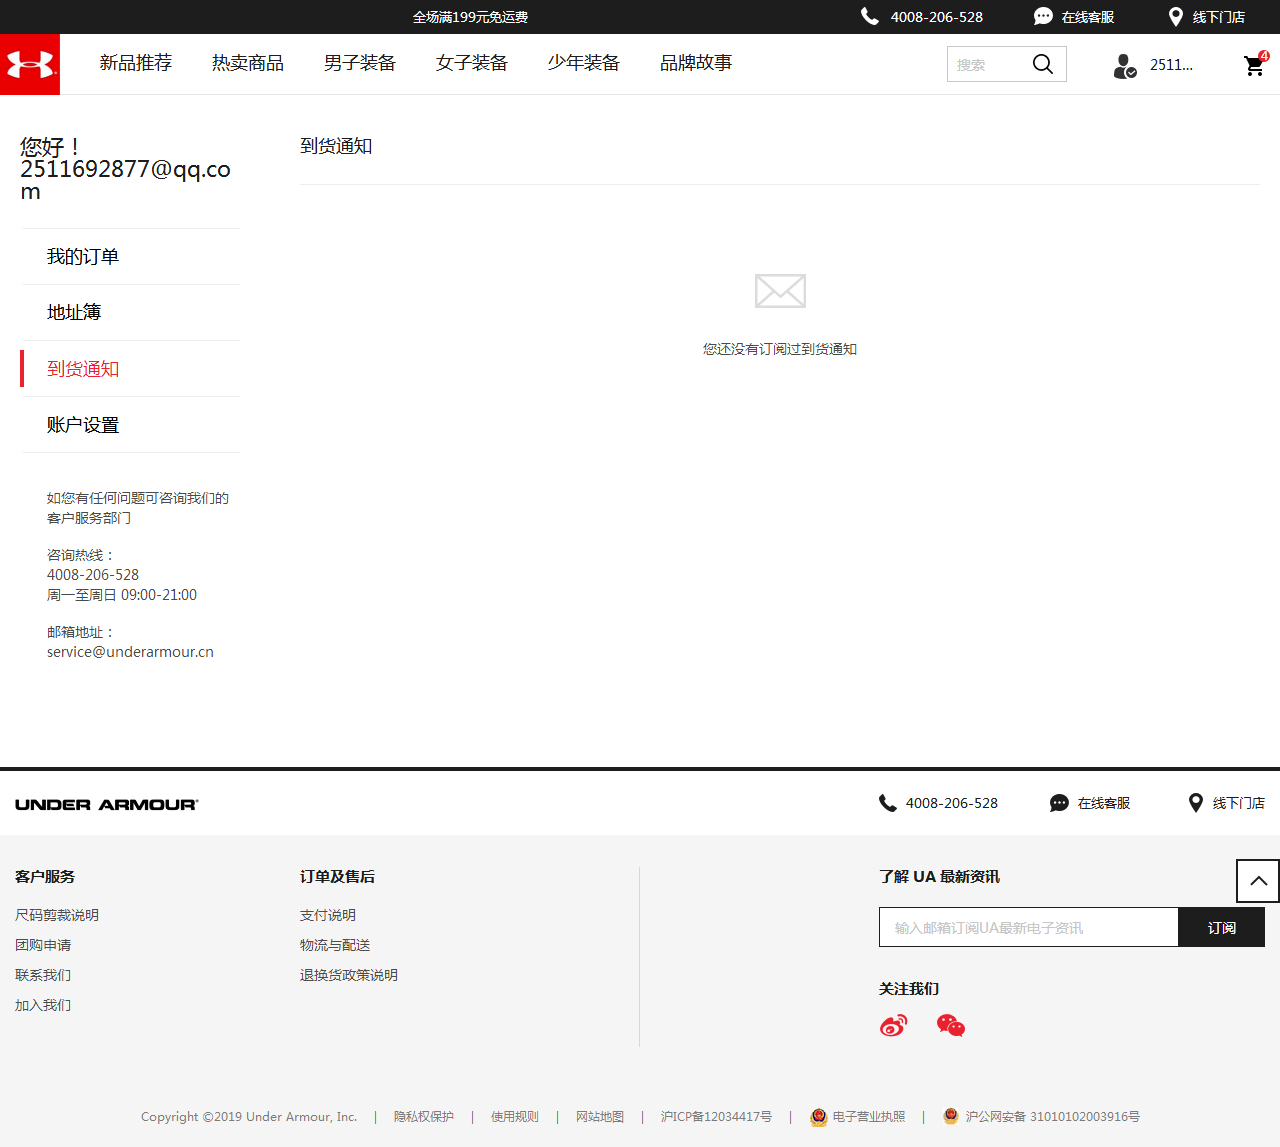 全场满199元免运费
4008-206-528
在线客服
线下门店
新品推荐
热卖商品
男子装备
女子装备
少年装备
品牌故事
搜索
2511...
4
您好！
2511692877@qq.co
m
到货通知
我的订单
地址簿
到货通知
账户设置
您还没有订阅过到货通知
如您有任何问题可咨询我们的
客户服务部门
咨询热线：
4008-206-528
周一至周日 09:00-21:00
邮箱地址：
service@underarmour.cn
UNDER ARMOUR
4008-206-528
在线客服
线下门店
客户服务
尺码剪裁说明
团购申请
联系我们
加入我们
订单及售后
支付说明
物流与配送
退换货政策说明
了解 UA 最新资讯
输入邮箱订阅UA最新电子资讯
订阅
关注我们
Copyright ©2019 Under Armour, Inc. | 隐私权保护 | 使用规则 | 网站地图 | 沪ICP备12034417号 | 电子营业执照 | 沪公网安备 31010102003916号